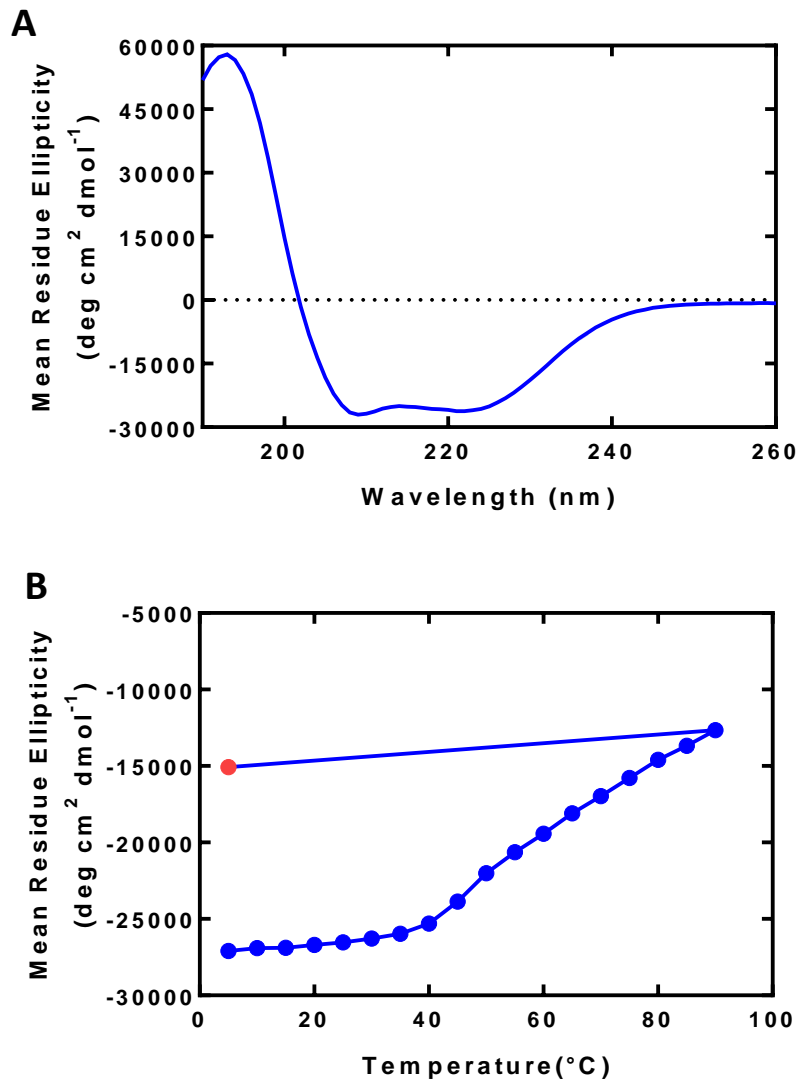 A
Mean Residue Ellipticity
(deg cm² dmol⁻¹)
60000
45000
30000
15000
0
-15000
-30000
200
220
240
260
Wavelength (nm)
B
Mean Residue Ellipticity
(deg cm² dmol⁻¹)
-5000
-10000
-15000
-20000
-25000
-30000
0
20
40
60
80
100
Temperature(°C)